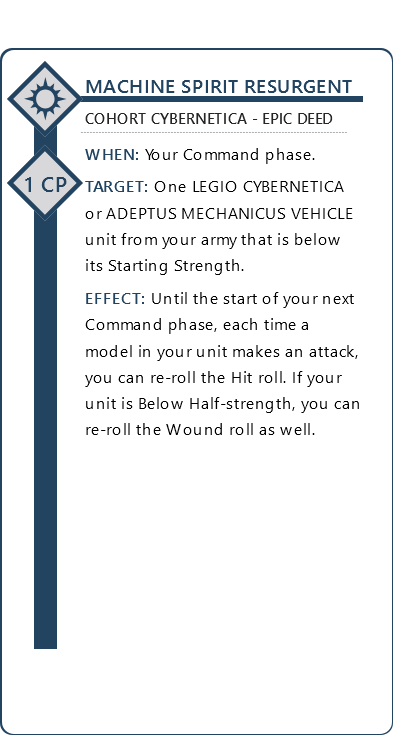 MACHINE SPIRIT RESURGENT
COHORT CYBERNETICA - EPIC DEED
WHEN: Your Command phase.
1 CP
TARGET: One LEGIO CYBERNETICA
or ADEPTUS MECHANICUS VEHICLE
unit from your army that is below
its Starting Strength.
EFFECT: Until the start of your next
Command phase, each time a
model in your unit makes an attack,
you can re-roll the Hit roll. If your
unit is Below Half-strength, you can
re-roll the Wound roll as well.